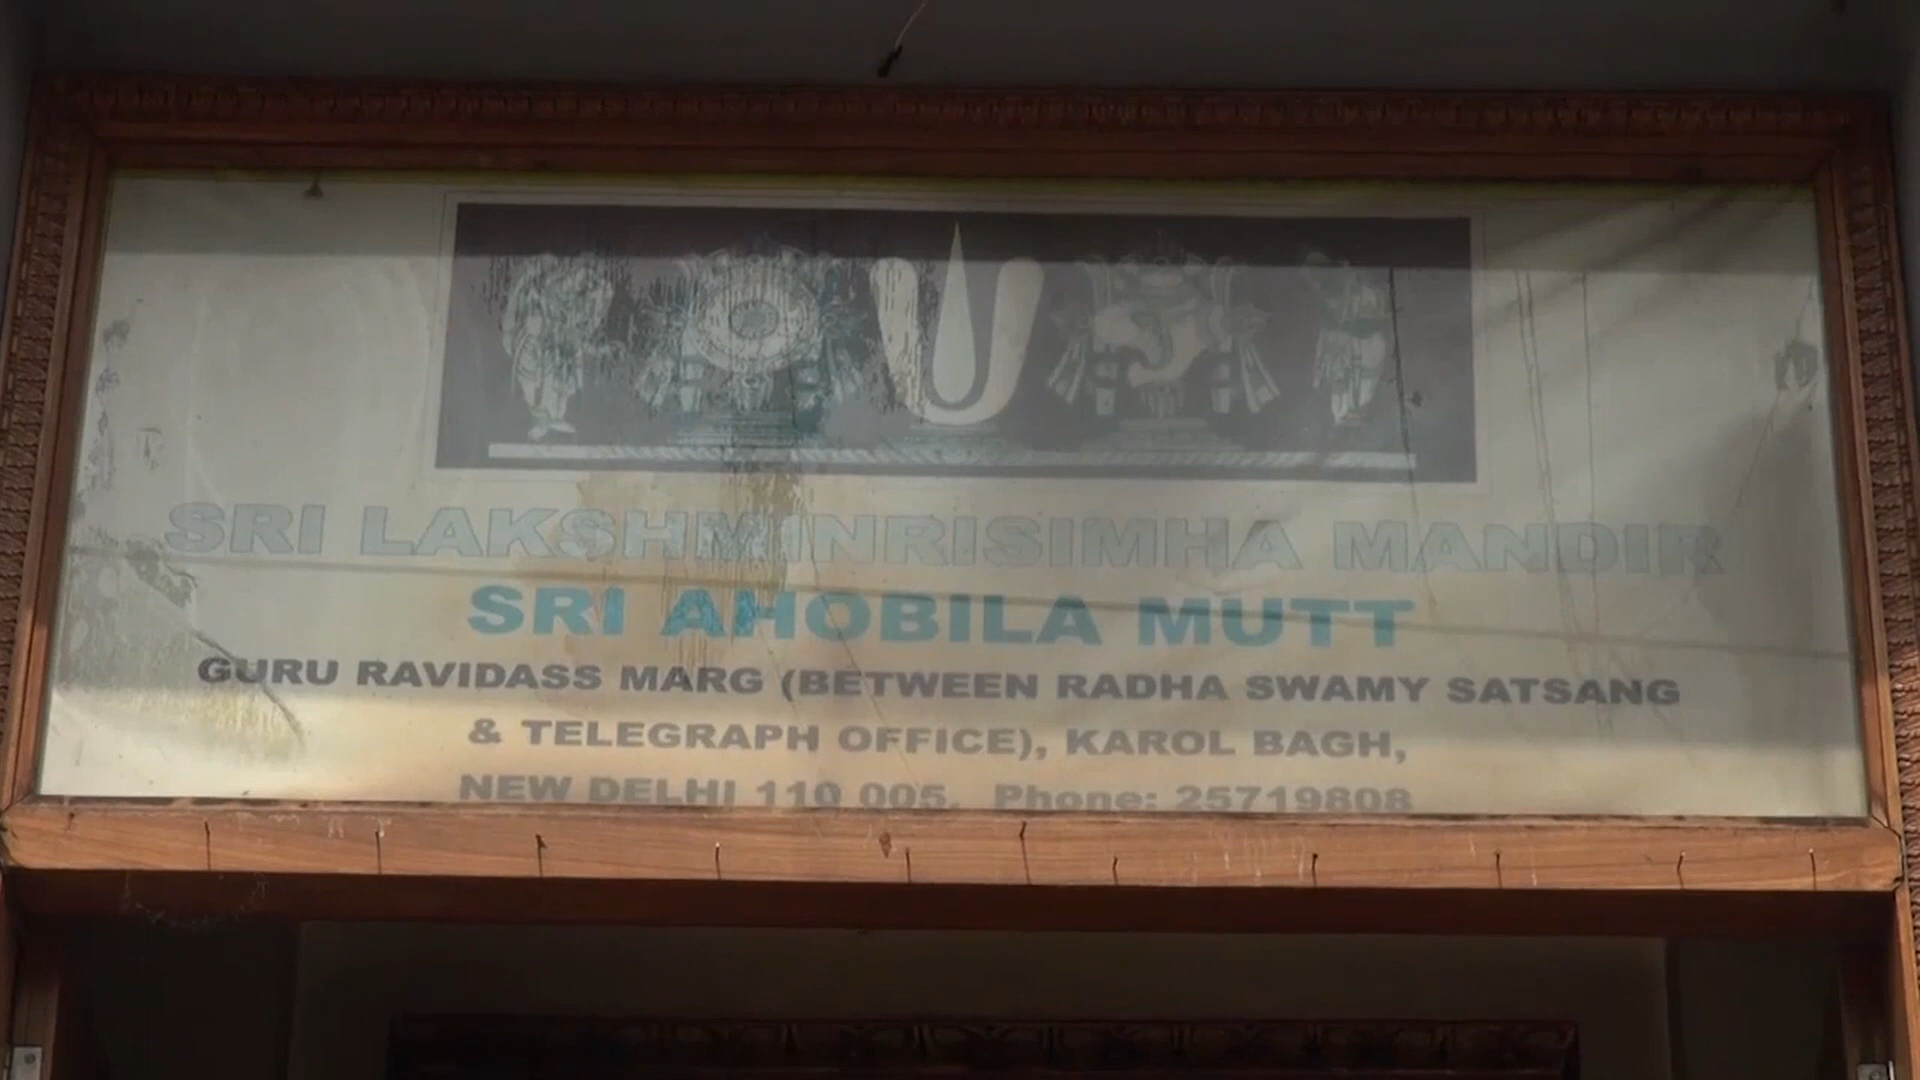 SRI LAKSHMINRISIMHA MANDIR
SRI AHOBILA MUTT
GURU RAVIDASS MARG (BETWEEN RADHA SWAMY SATSANG
& TELEGRAPH OFFICE), KAROL BAGH,
NEW DELHI 110 005. Phone: 25719808